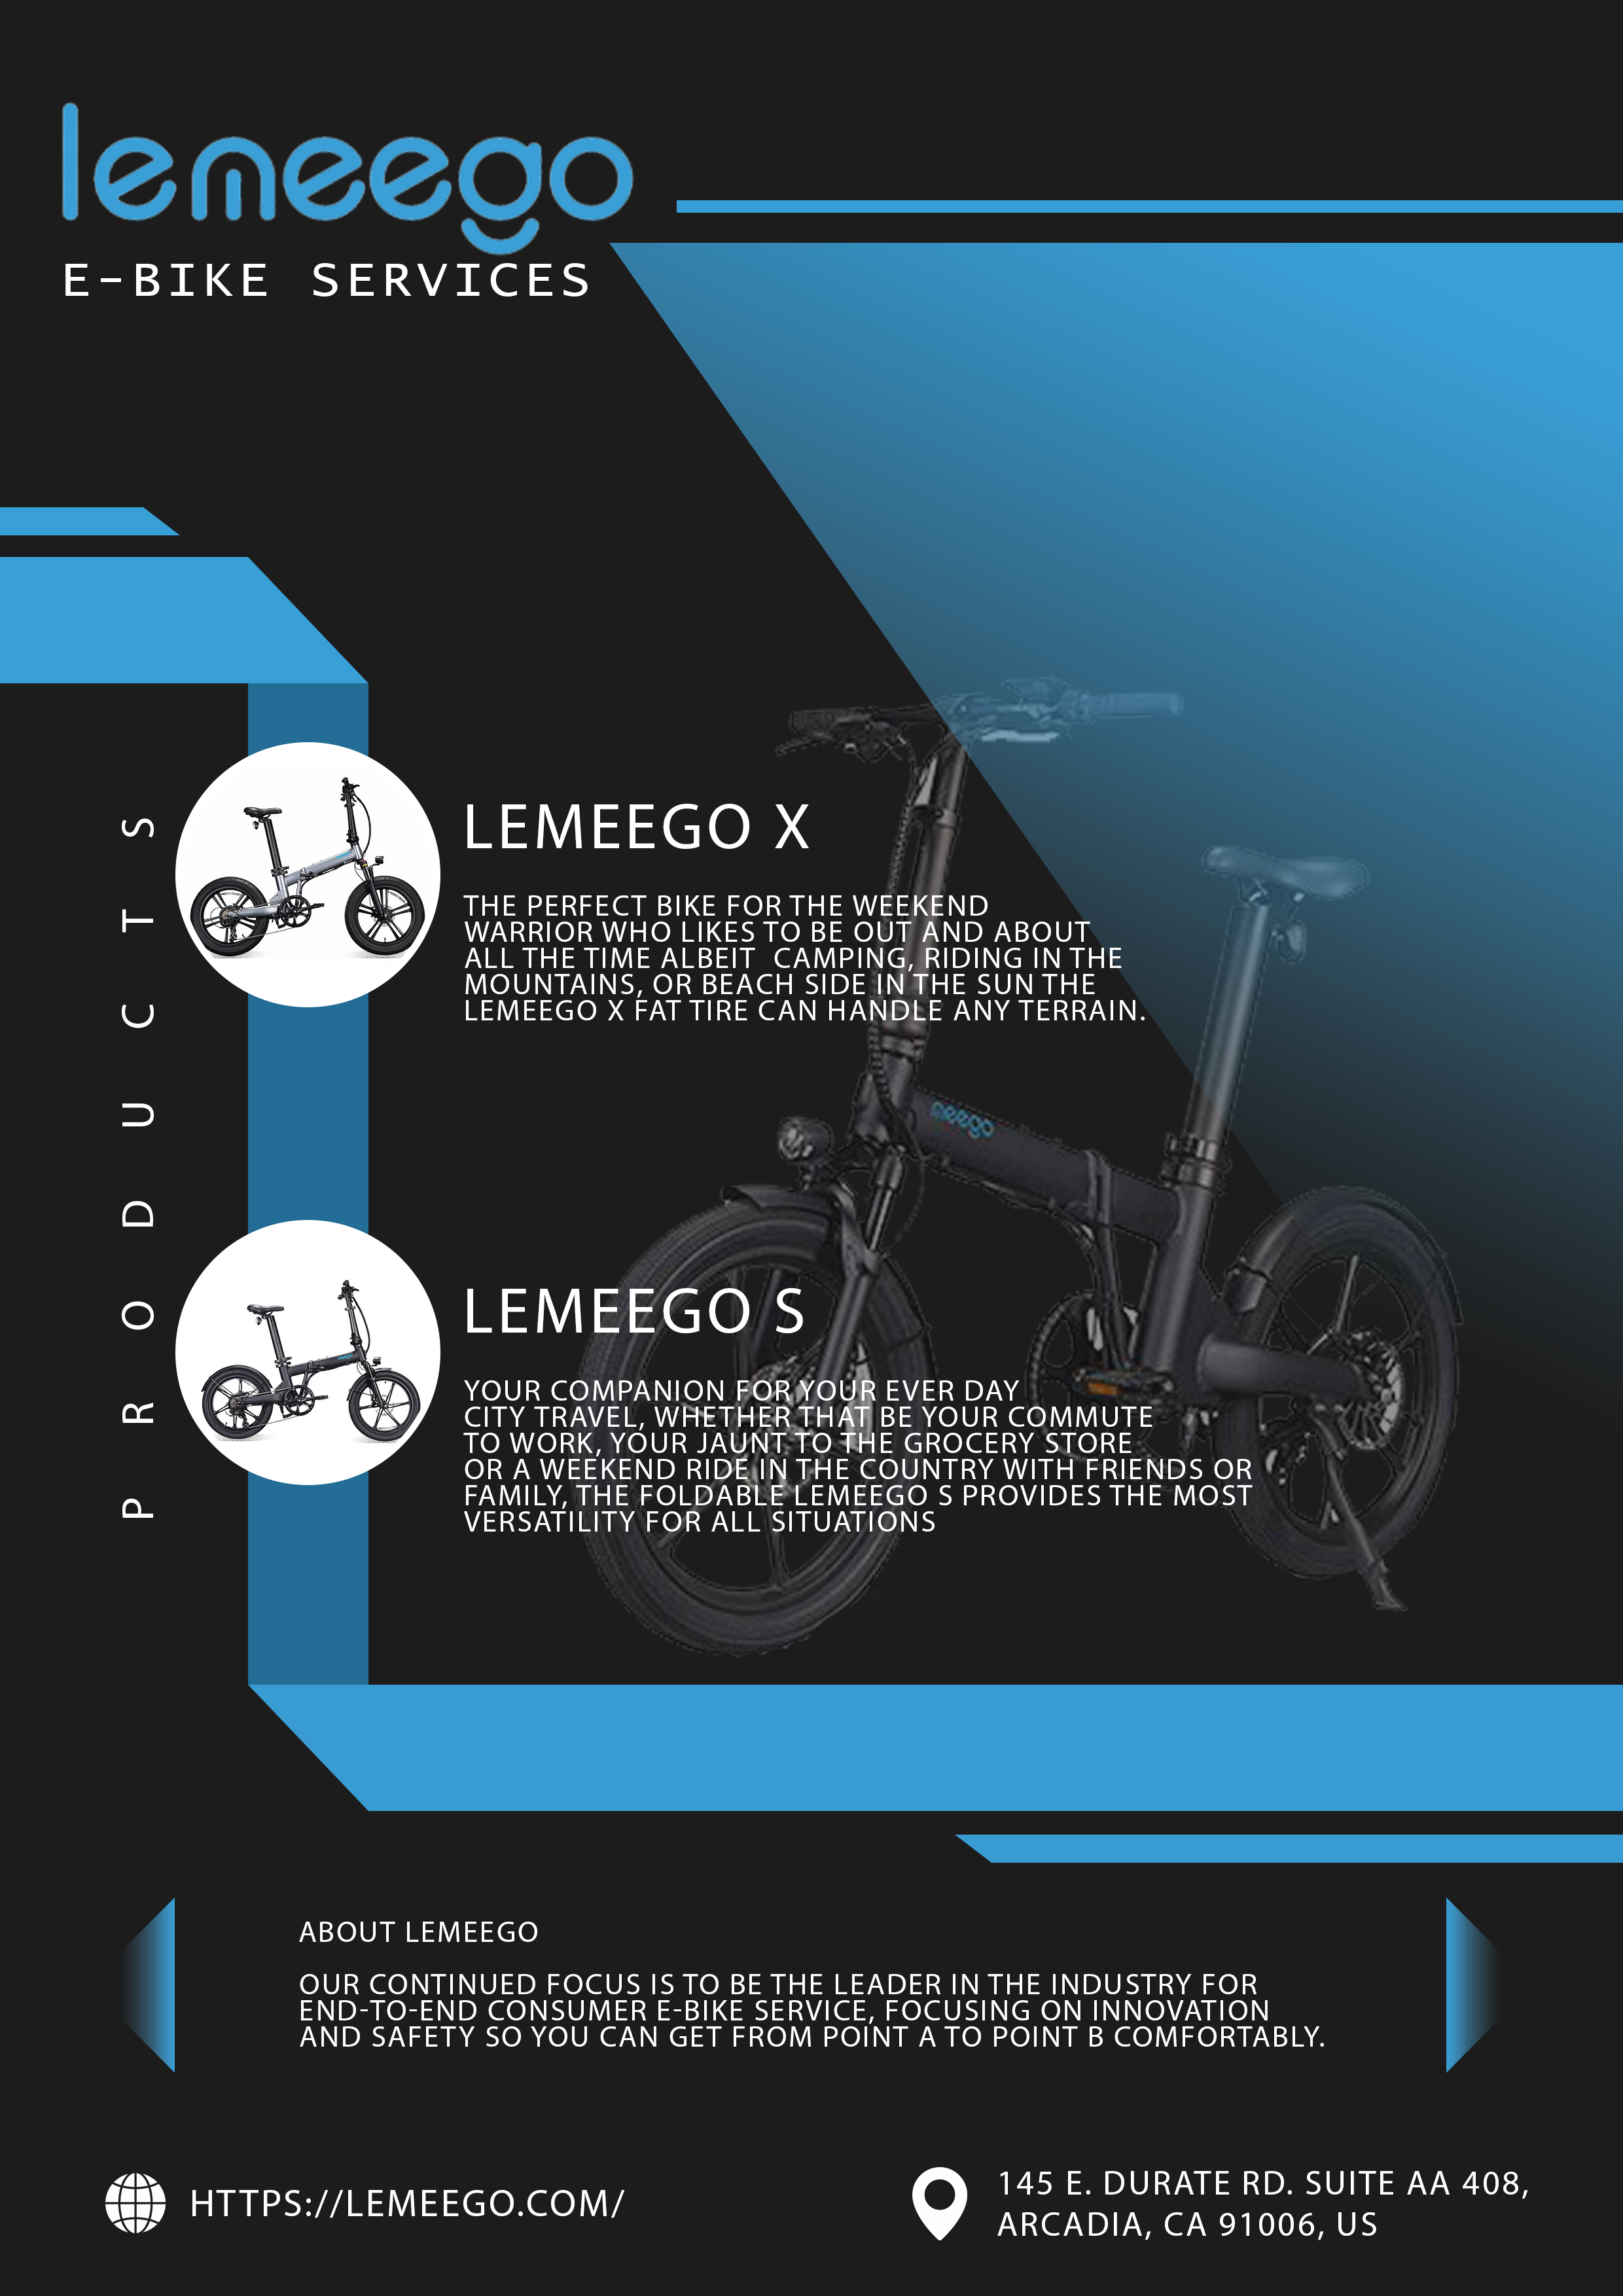 lemeego
E-BIKE SERVICES
PRODUCTS
LEMEEGO X
THE PERFECT BIKE FOR THE WEEKEND
WARRIOR WHO LIKES TO BE OUT AND ABOUT
ALL THE TIME ALBEIT CAMPING, RIDING IN THE
MOUNTAINS, OR BEACH SIDE IN THE SUN THE
LEMEEGO X FAT TIRE CAN HANDLE ANY TERRAIN.
meego
LEMEEGO S
YOUR COMPANION FOR YOUR EVER DAY
CITY TRAVEL, WHETHER THAT BE YOUR COMMUTE
TO WORK, YOUR JAUNT TO THE GROCERY STORE
OR A WEEKEND RIDE IN THE COUNTRY WITH FRIENDS OR
FAMILY, THE FOLDABLE LEMEEGO S PROVIDES THE MOST
VERSATILITY FOR ALL SITUATIONS
ABOUT LEMEEGO
OUR CONTINUED FOCUS IS TO BE THE LEADER IN THE INDUSTRY FOR
END-TO-END CONSUMER E-BIKE SERVICE, FOCUSING ON INNOVATION
AND SAFETY SO YOU CAN GET FROM POINT A TO POINT B COMFORTABLY.
HTTPS://LEMEEGO.COM/
145 E. DURATE RD. SUITE AA 408,
ARCADIA, CA 91006, US